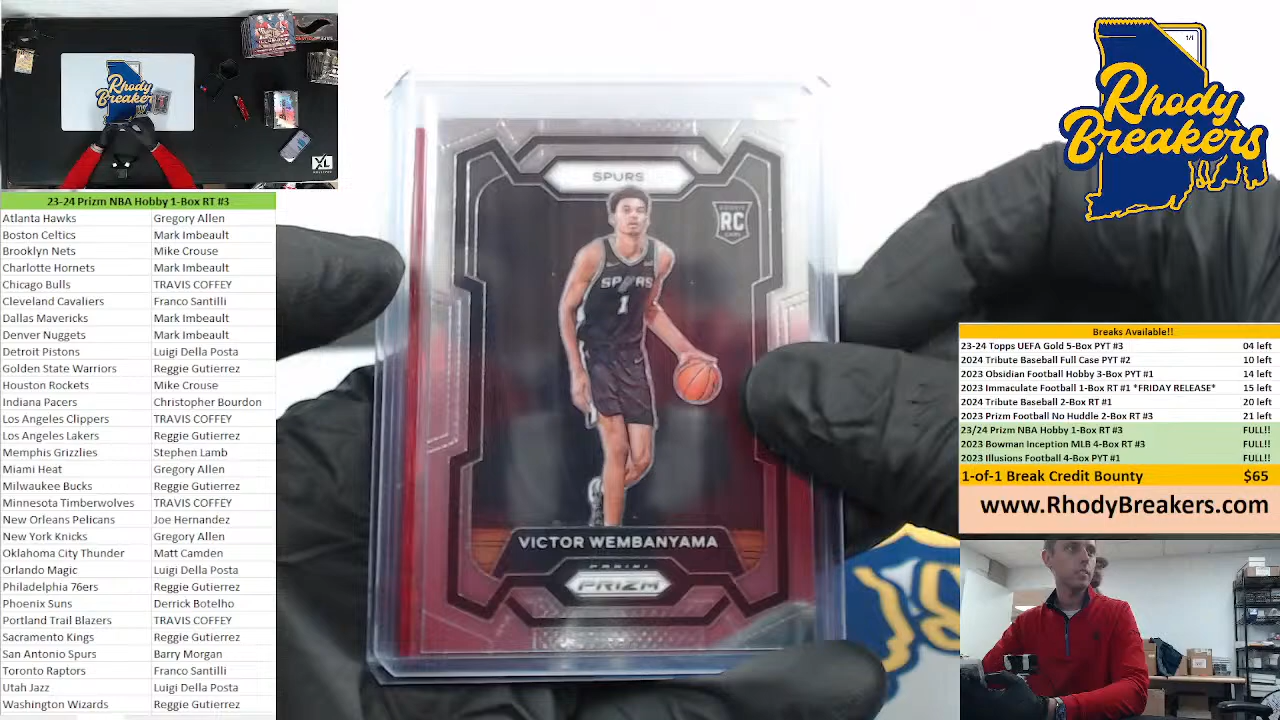 Rhody
Breakers
XL
23-24 Prizm NBA Hobby 1-Box RT #3
Atlanta Hawks Gregory Allen
Boston Celtics Mark Imbeault
Brooklyn Nets Mike Crouse
Charlotte Hornets Mark Imbeault
Chicago Bulls TRAVIS COFFEY
Cleveland Cavaliers Franco Santilli
Dallas Mavericks Mark Imbeault
Denver Nuggets Mark Imbeault
Detroit Pistons Luigi Della Posta
Golden State Warriors Reggie Gutierrez
Houston Rockets Mike Crouse
Indiana Pacers Christopher Bourdon
Los Angeles Clippers TRAVIS COFFEY
Los Angeles Lakers Reggie Gutierrez
Memphis Grizzlies Stephen Lamb
Miami Heat Gregory Allen
Milwaukee Bucks Reggie Gutierrez
Minnesota Timberwolves TRAVIS COFFEY
New Orleans Pelicans Joe Hernandez
New York Knicks Gregory Allen
Oklahoma City Thunder Matt Camden
Orlando Magic Luigi Della Posta
Philadelphia 76ers Reggie Gutierrez
Phoenix Suns Derrick Botelho
Portland Trail Blazers TRAVIS COFFEY
Sacramento Kings Reggie Gutierrez
San Antonio Spurs Barry Morgan
Toronto Raptors Franco Santilli
Utah Jazz Luigi Della Posta
Washington Wizards Reggie Gutierrez
SPURS
RC
SPURS
1
VICTOR WEMBANYAMA
PANINI
PRIZM
1/1
Rhody
Breakers
Breaks Available!!
23-24 Topps UEFA Gold 5-Box PYT #3 04 left
2024 Tribute Baseball Full Case PYT #2 10 left
2023 Obsidian Football Hobby 3-Box PYT #1 14 left
2023 Immaculate Football 1-Box RT #1 *FRIDAY RELEASE* 15 left
2024 Tribute Baseball 2-Box RT #1 20 left
2023 Prizm Football No Huddle 2-Box RT #3 21 left
23/24 Prizm NBA Hobby 1-Box RT #3 FULL!!
2023 Bowman Inception MLB 4-Box RT #3 FULL!!
2023 Illusions Football 4-Box PYT #1 FULL!!
1-of-1 Break Credit Bounty $65
www.RhodyBreakers.com